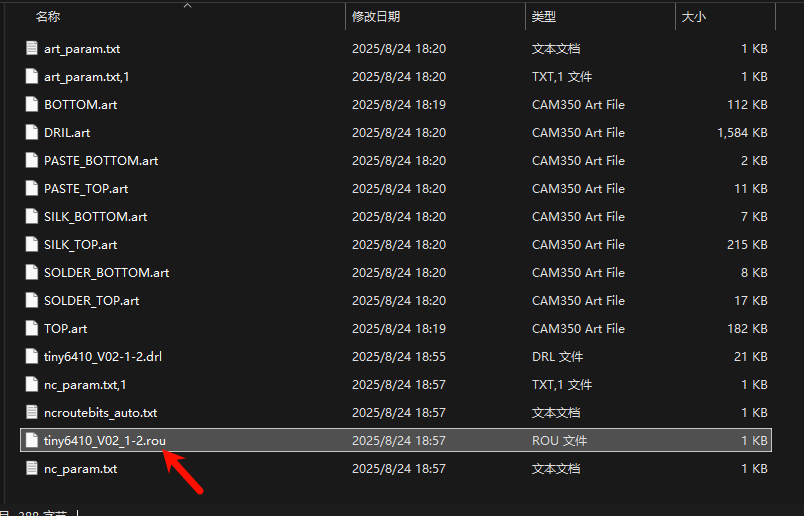 名称 修改日期 类型 大小
art_param.txt 2025/8/24 18:20 文本文档 1 KB
art_param.txt,1 2025/8/24 18:20 TXT,1 文件 1 KB
BOTTOM.art 2025/8/24 18:19 CAM350 Art File 112 KB
DRIL.art 2025/8/24 18:20 CAM350 Art File 1,584 KB
PASTE_BOTTOM.art 2025/8/24 18:20 CAM350 Art File 2 KB
PASTE_TOP.art 2025/8/24 18:20 CAM350 Art File 11 KB
SILK_BOTTOM.art 2025/8/24 18:20 CAM350 Art File 7 KB
SILK_TOP.art 2025/8/24 18:20 CAM350 Art File 215 KB
SOLDER_BOTTOM.art 2025/8/24 18:20 CAM350 Art File 8 KB
SOLDER_TOP.art 2025/8/24 18:20 CAM350 Art File 17 KB
TOP.art 2025/8/24 18:19 CAM350 Art File 182 KB
tiny6410_V02-1-2.drl 2025/8/24 18:55 DRL 文件 21 KB
nc_param.txt,1 2025/8/24 18:57 TXT,1 文件 1 KB
ncroutebits_auto.txt 2025/8/24 18:57 文本文档 1 KB
tiny6410_V02_1-2.rou 2025/8/24 18:57 ROU 文件 1 KB
nc_param.txt 2025/8/24 18:57 文本文档 1 KB